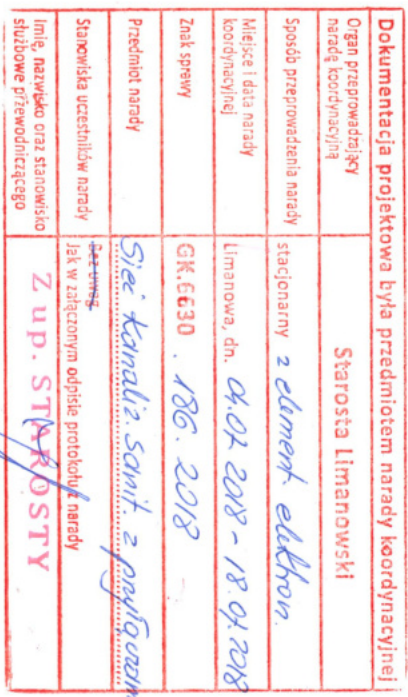 Dokumentacja projektowa była przedmiotem narady koordynacyjnej
Organ przeprowadzający
naradę koordynacyjną
Starosta Limanowski
Sposób przeprowadzenia narady
stacjonarny z element elektron.
Miejsce i data narady
koordynacyjnej
Limanowa, dn. 04.07.2018 - 18.07.2018
Znak sprawy
GK.6630 . 186. 2018
Przedmiot narady
Sieć kanaliz. sanit. z przyłączam
Stanowiska uczestników narady
Bez uwag
Jak w załączonym odpisie protokołu z narady
Imię, nazwisko oraz stanowisko
służbowe przewodniczącego
Z up. STAROSTY